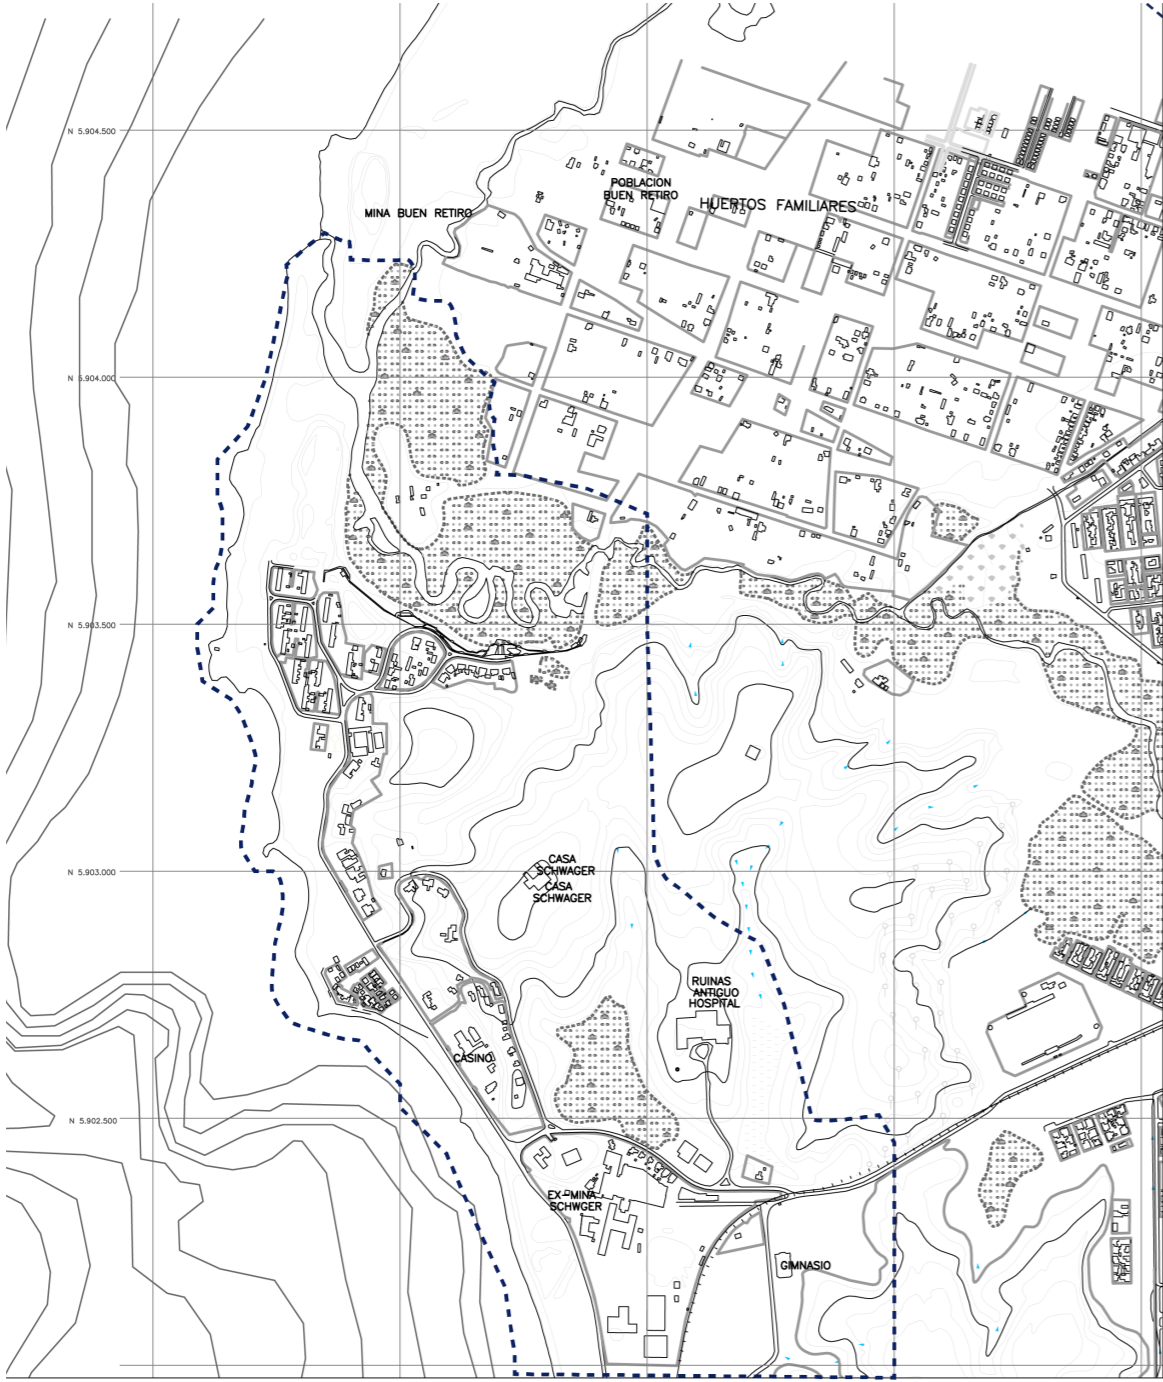 N 5.904.500
POBLACION
BUEN RETIRO
HUERTOS FAMILIARES
MINA BUEN RETIRO
N 5.904.000
N 5.903.500
N 5.903.000
CASA
SCHWAGER
CASA
SCHWAGER
RUINAS
ANTIGUO
HOSPITAL
CASINO
N 5.902.500
EX-MINA
SCHWGER
GIMNASIO